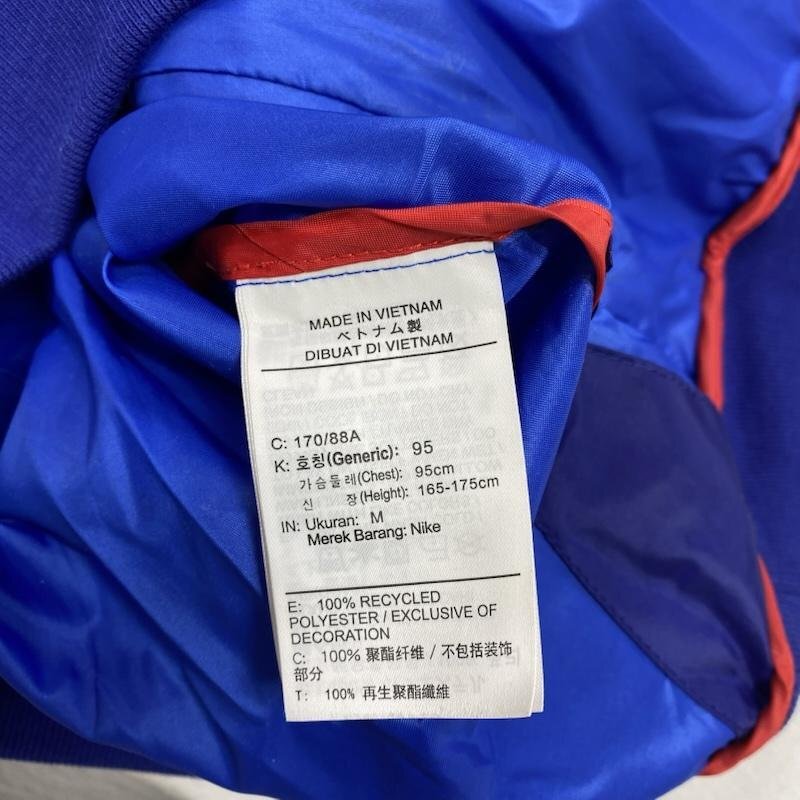 MADE IN VIETNAM
ベトナム製
DIBUAT DI VIETNAM
C: 170/88A
K: 호칭(Generic): 95
가슴둘레(Chest): 95cm
신 장(Height): 165-175cm
IN: Ukuran: M
Merek Barang: Nike
E: 100% RECYCLED
POLYESTER / EXCLUSIVE OF
DECORATION
C: 100% 聚酯纤维 / 不包括装饰
部分
T: 100% 再生聚酯纖維